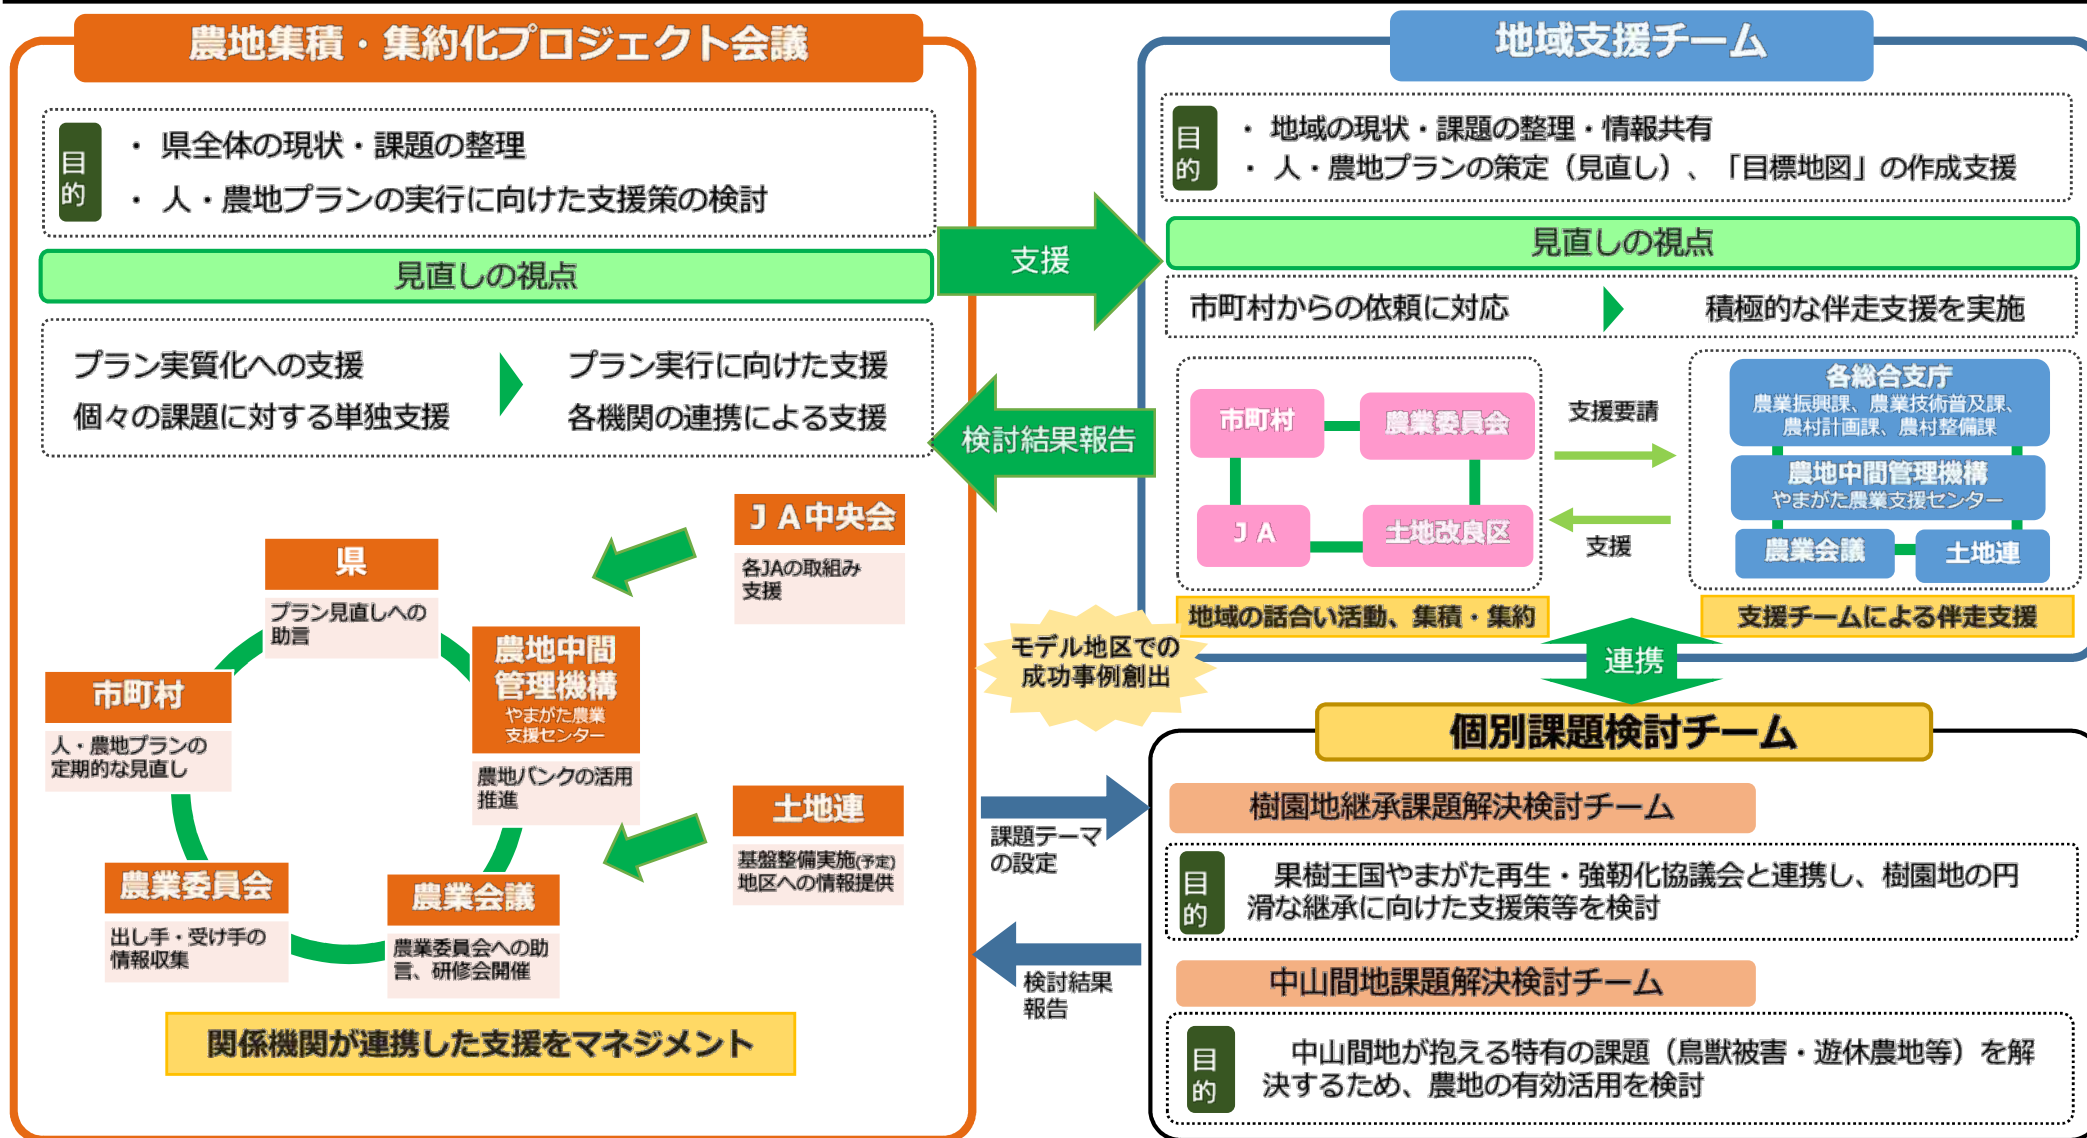 農地集積・集約化プロジェクト会議
目的
・ 県全体の現状・課題の整理
・ 人・農地プランの実行に向けた支援策の検討
見直しの視点
プラン実質化への支援
プラン実行に向けた支援
個々の課題に対する単独支援
各機関の連携による支援
ＪＡ中央会
各JAの取組み
支援
県
プラン見直しへの
助言
農地中間
管理機構
やまがた農業
支援センター
農地バンクの活用
推進
市町村
人・農地プランの
定期的な見直し
土地連
基盤整備実施(予定)
地区への情報提供
農業委員会
出し手・受け手の
情報収集
農業会議
農業委員会への助
言、研修会開催
関係機関が連携した支援をマネジメント
支援
検討結果報告
モデル地区での
成功事例創出
課題テーマ
の設定
検討結果
報告
地域支援チーム
目的
・ 地域の現状・課題の整理・情報共有
・ 人・農地プランの策定（見直し）、「目標地図」の作成支援
見直しの視点
市町村からの依頼に対応
積極的な伴走支援を実施
市町村
農業委員会
ＪＡ
土地改良区
支援要請
支援
各総合支庁
農業振興課、農業技術普及課、
農村計画課、農村整備課
農地中間管理機構
やまがた農業支援センター
農業会議
土地連
地域の話合い活動、集積・集約
支援チームによる伴走支援
連携
個別課題検討チーム
樹園地継承課題解決検討チーム
目的
果樹王国やまがた再生・強靭化協議会と連携し、樹園地の円
滑な継承に向けた支援策等を検討
中山間地課題解決検討チーム
目的
中山間地が抱える特有の課題（鳥獣被害・遊休農地等）を解
決するため、農地の有効活用を検討